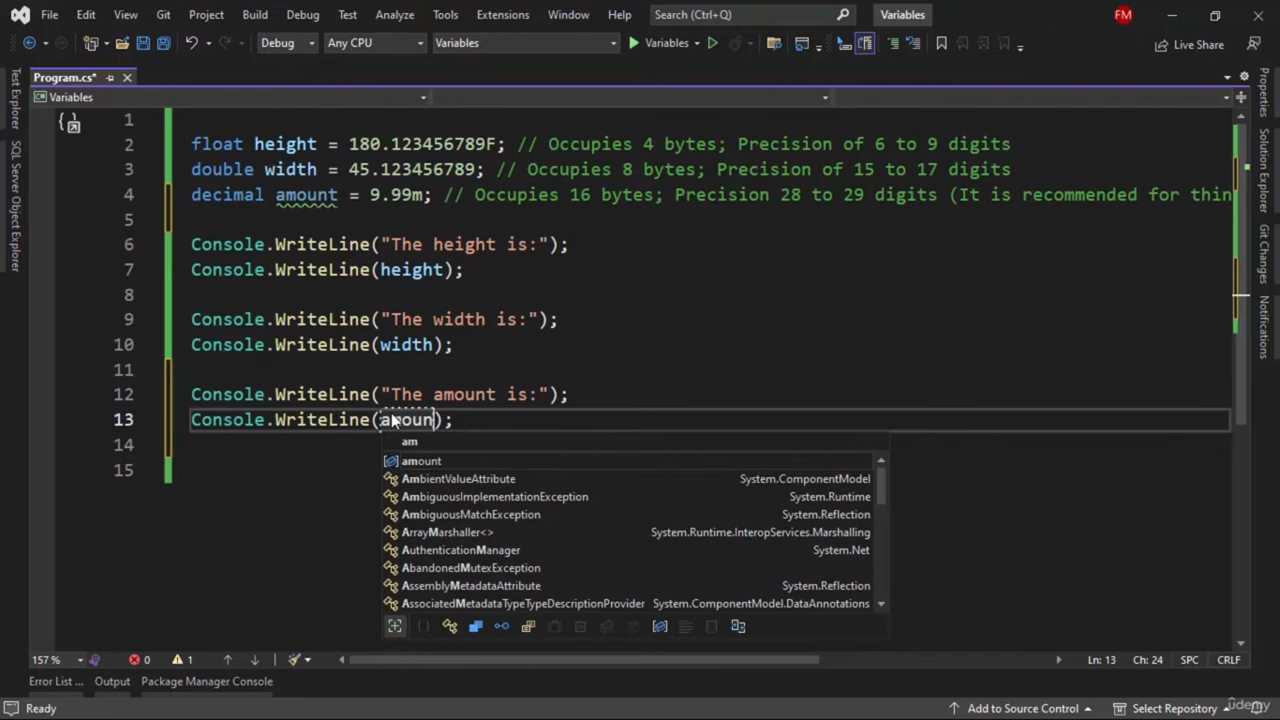 File Edit View Git Project Build Debug Test Analyze Tools Extensions Window Help Search (Ctrl+Q) Variables FM
Debug Any CPU Variables Variables Live Share
Program.cs*
Variables
Test Explorer
SQL Server Object Explorer
1
2 float height = 180.123456789F; // Occupies 4 bytes; Precision of 6 to 9 digits
3 double width = 45.123456789; // Occupies 8 bytes; Precision of 15 to 17 digits
4 decimal amount = 9.99m; // Occupies 16 bytes; Precision 28 to 29 digits (It is recommended for thin
5
6 Console.WriteLine("The height is:");
7 Console.WriteLine(height);
8
9 Console.WriteLine("The width is:");
10 Console.WriteLine(width);
11
12 Console.WriteLine("The amount is:");
13 Console.WriteLine(amoun);
14
15
am
amount
AmbientValueAttribute System.ComponentModel
AmbiguousImplementationException System.Runtime
AmbiguousMatchException System.Reflection
ArrayMarshaller<> System.Runtime.InteropServices.Marshalling
AuthenticationManager System.Net
AbandonedMutexException
AssemblyMetadataAttribute System.Reflection
AssociatedMetadataTypeTypeDescriptionProvider System.ComponentModel.DataAnnotations
Properties
Solution Explorer
Git Changes
Notifications
157 % 0 1 Ln: 13 Ch: 24 SPC CRLF
Error List ... Output Package Manager Console
Ready Add to Source Control Select Repository
ûdemy